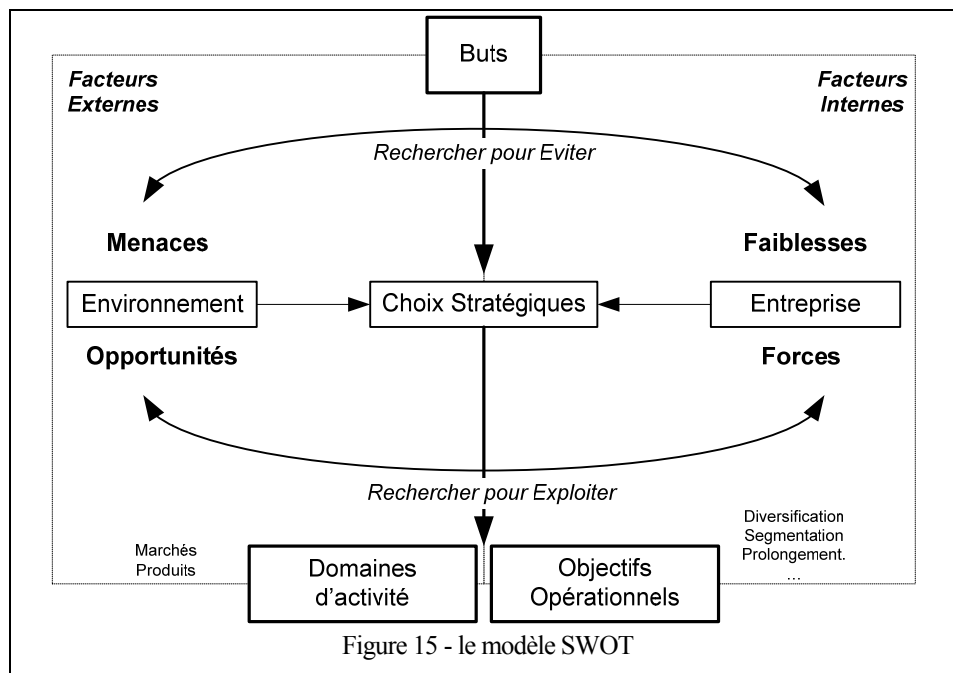 Buts
Facteurs
Externes
Facteurs
Internes
Rechercher pour Eviter
Menaces
Faiblesses
Environnement
Choix Stratégiques
Entreprise
Opportunités
Forces
Rechercher pour Exploiter
Marchés
Produits
Domaines
d'activité
Objectifs
Opérationnels
Diversification
Segmentation
Prolongement.
...
Figure 15 - le modèle SWOT